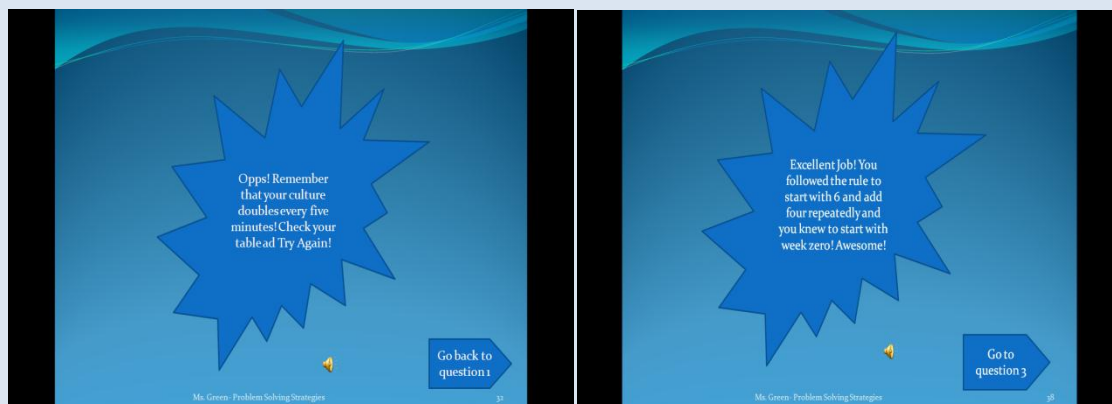 Opps! Remember
that your culture
doubles every five
minutes! Check your
table ad Try Again!
Go back to
question 1
Ms. Green- Problem Solving Strategies
32
Excellent Job! You
followed the rule to
start with 6 and add
four repeatedly and
you knew to start with
week zero! Awesome!
Go to
question 3
Ms. Green- Problem Solving Strategies
38